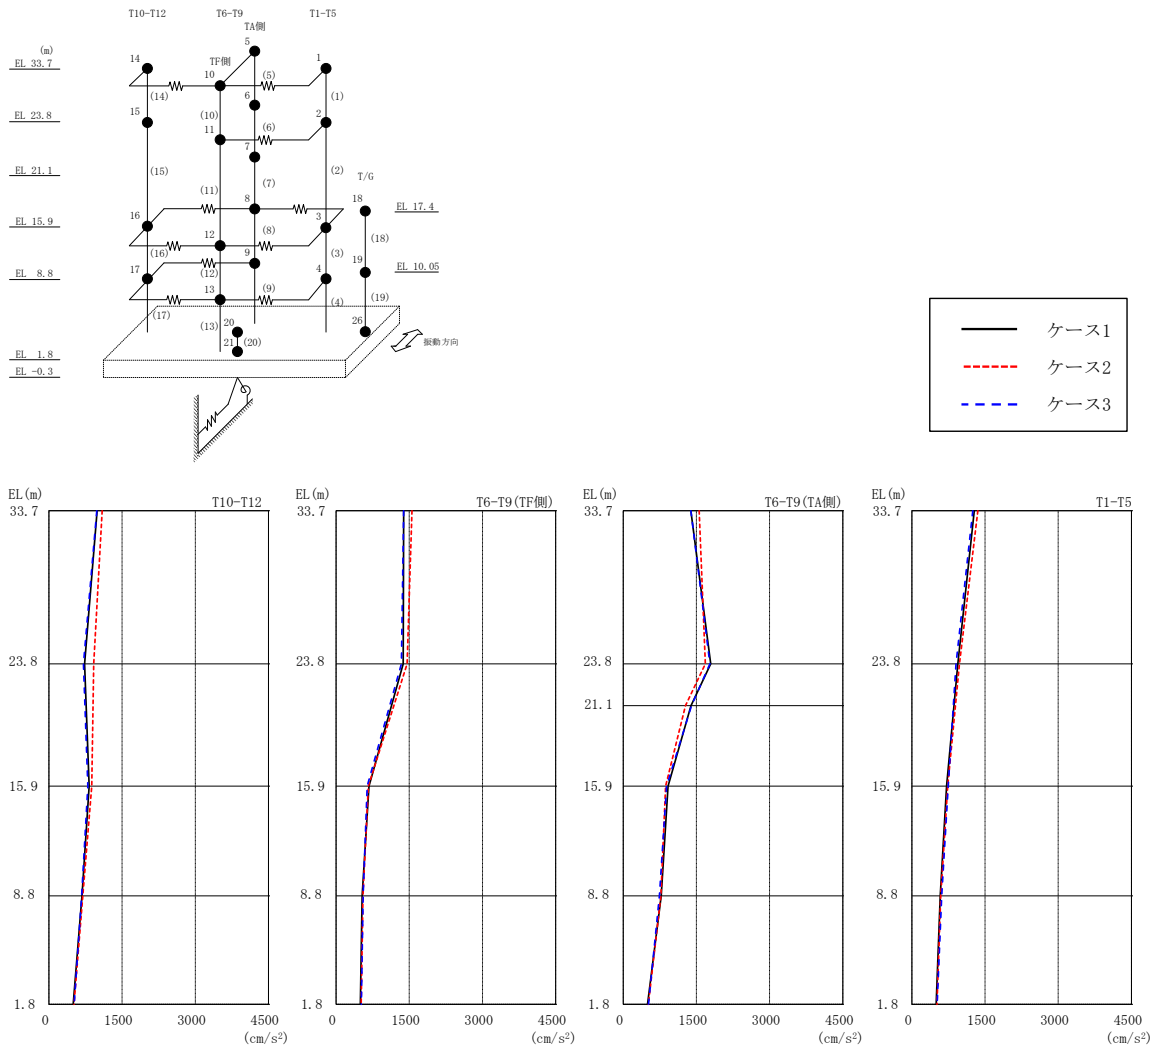 T10-T12 T6-T9 T1-T5
TA側
5
(m)
EL 33.7
14
TF側
10
(5)
1
(14)
6
(10)
(1)
EL 23.8
15
11
(6)
2
7
EL 21.1
(15)
(2)
T/G
(11)
(7)
8
18
EL 17.4
EL 15.9
16
12
(8)
3
(18)
(16)
9
(3)
19
EL 10.05
EL 8.8
17
(12)
13
(9)
4
(17)
(13)
20
(4)
(19)
26
21
(20)
振動方向
EL 1.8
EL -0.3
ケース1
ケース2
ケース3
EL(m) T10-T12
33.7
23.8
15.9
8.8
1.8
0 1500 3000 4500
(cm/s²)
EL(m) T6-T9(TF側)
33.7
23.8
15.9
8.8
1.8
0 1500 3000 4500
(cm/s²)
EL(m) T6-T9(TA側)
33.7
23.8
21.1
15.9
8.8
1.8
0 1500 3000 4500
(cm/s²)
EL(m) T1-T5
33.7
23.8
15.9
8.8
1.8
0 1500 3000 4500
(cm/s²)